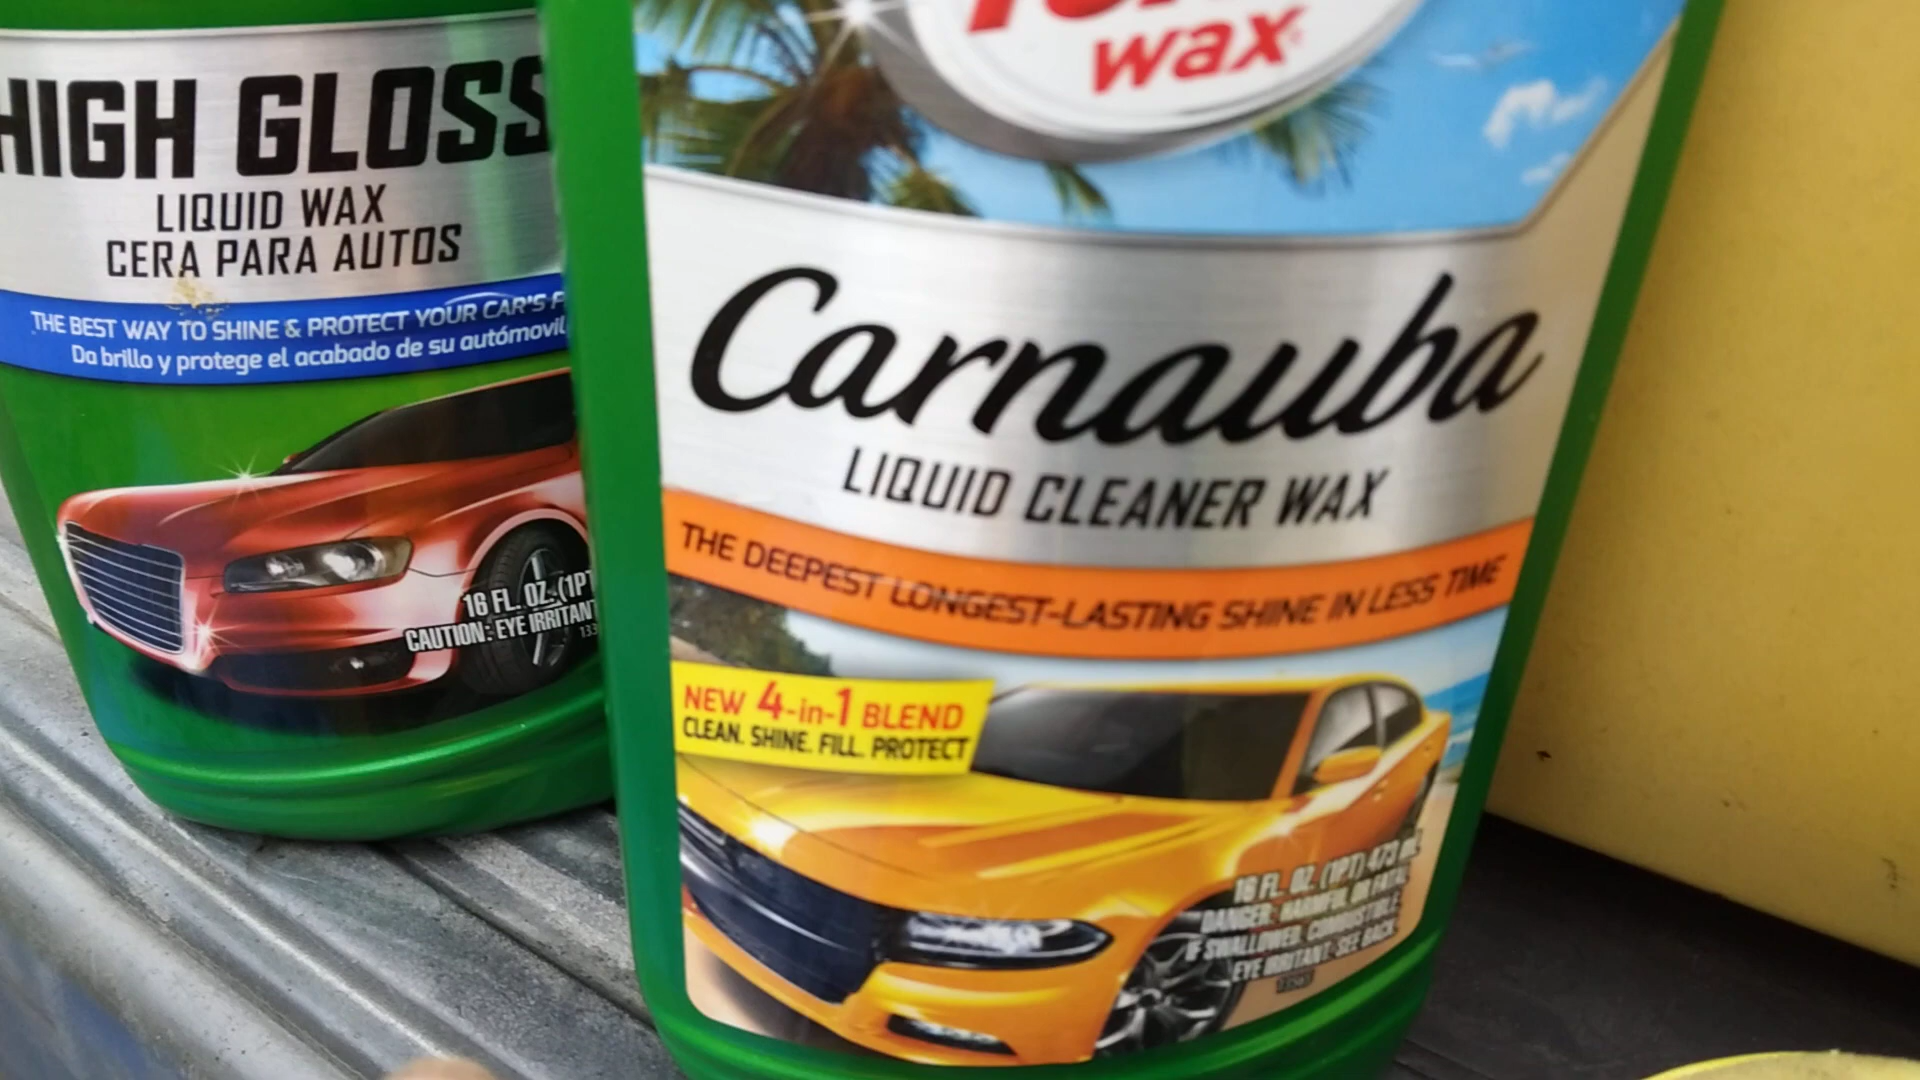 HIGH GLOSS
LIQUID WAX
CERA PARA AUTOS
THE BEST WAY TO SHINE & PROTECT YOUR CAR'S
Da brillo y protege el acabado de su autómovil
16 FL. OZ. (1PT
CAUTION: EYE IRRITANT
133
wax
Carnauba
LIQUID CLEANER WAX
THE DEEPEST LONGEST-LASTING SHINE IN LESS TIME
NEW 4-in-1 BLEND
CLEAN. SHINE. FILL. PROTECT
16 FL. OZ. (1PT) 473 mL
DANGER: HARMFUL OR FATAL
IF SWALLOWED. COMBUSTIBLE
EYE IRRITANT-SEE BACK.